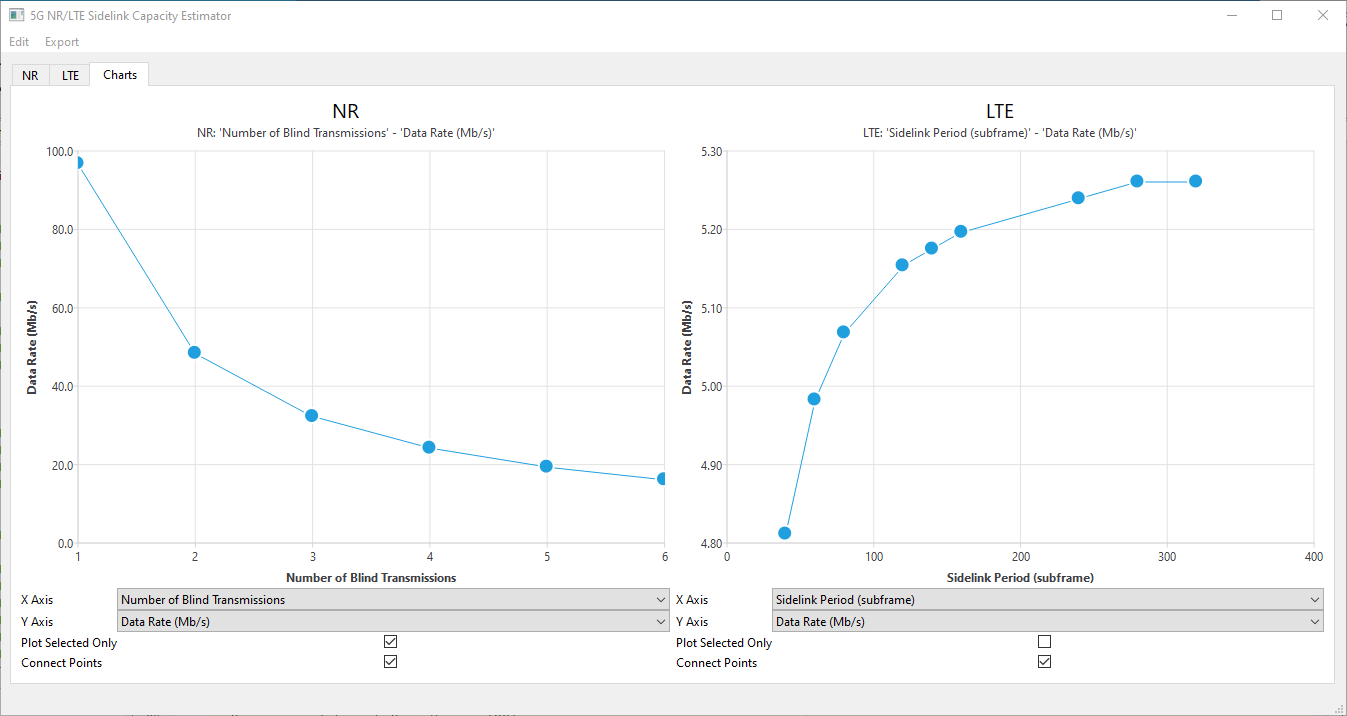 5G NR/LTE Sidelink Capacity Estimator
Edit Export
NR LTE Charts
NR
NR: 'Number of Blind Transmissions' - 'Data Rate (Mb/s)'
100.0
80.0
60.0
40.0
20.0
0.0
Data Rate (Mb/s)
1 2 3 4 5 6
Number of Blind Transmissions
X Axis Number of Blind Transmissions
Y Axis Data Rate (Mb/s)
Plot Selected Only
Connect Points
LTE
LTE: 'Sidelink Period (subframe)' - 'Data Rate (Mb/s)'
5.30
5.20
5.10
5.00
4.90
4.80
Data Rate (Mb/s)
0 100 200 300 400
Sidelink Period (subframe)
X Axis Sidelink Period (subframe)
Y Axis Data Rate (Mb/s)
Plot Selected Only
Connect Points